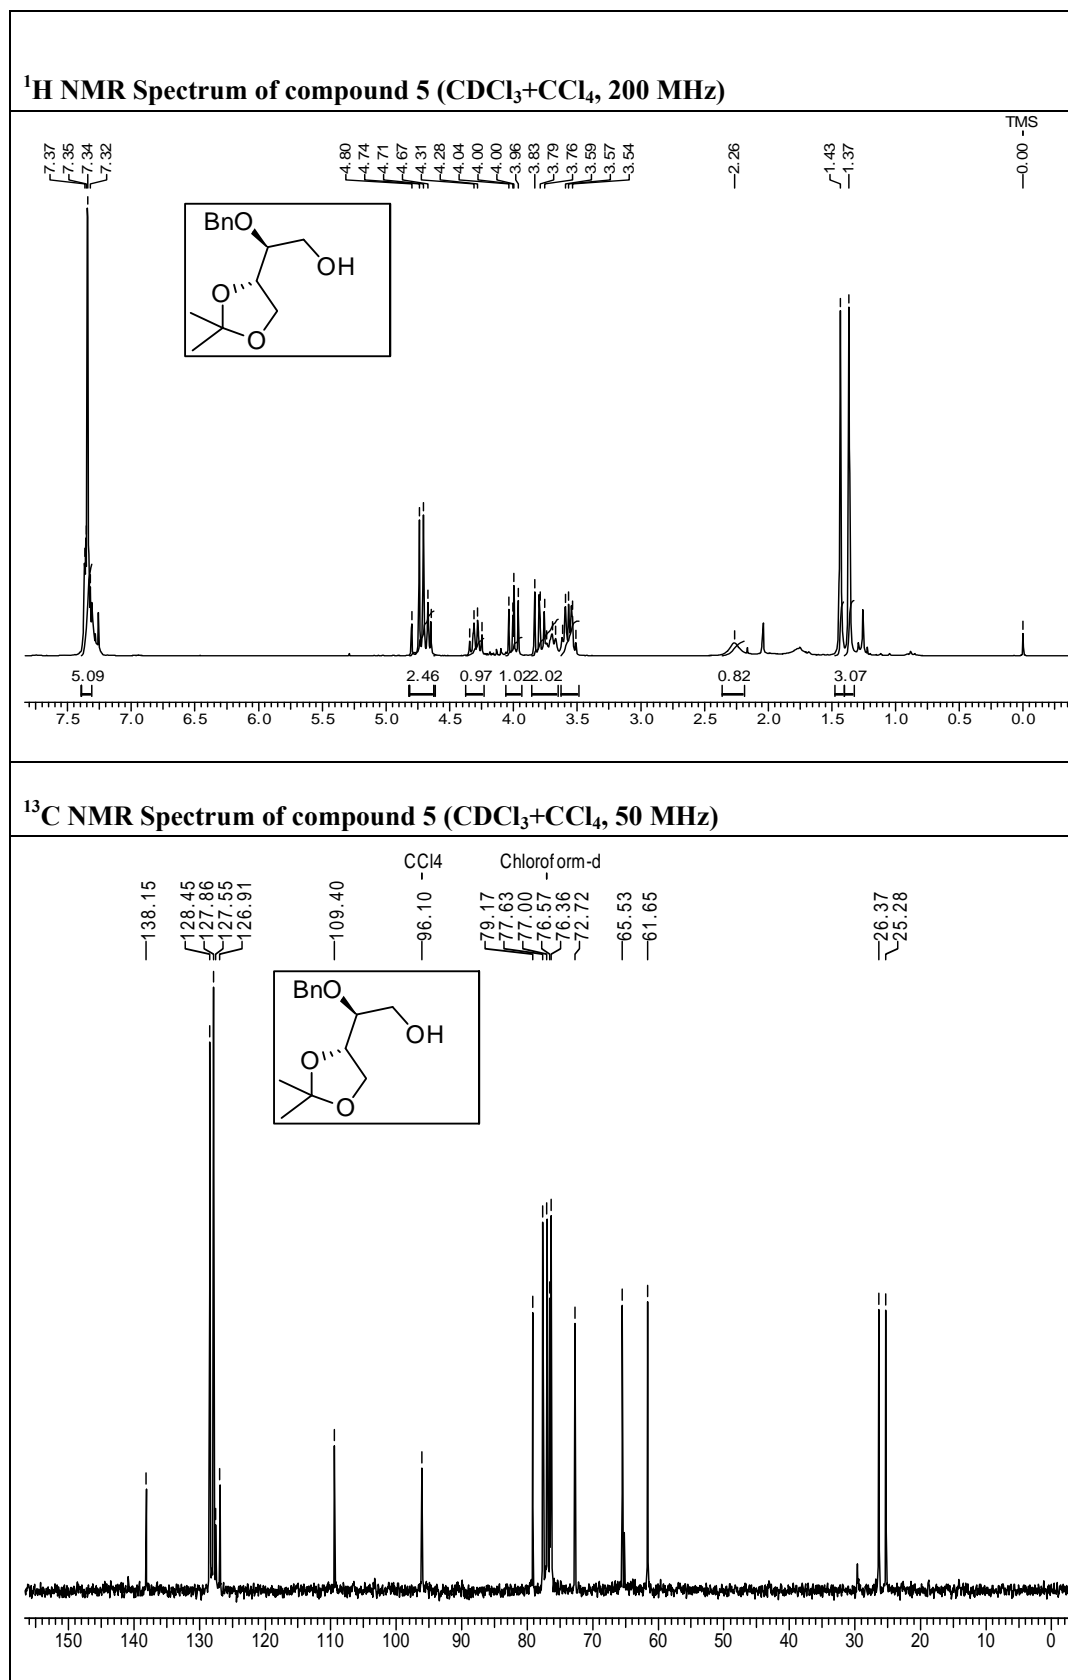 ¹H NMR Spectrum of compound 5 (CDCl₃+CCl₄, 200 MHz)
TMS
7.37 7.35 7.34 7.32 4.80 4.74 4.71 4.67 4.31 4.28 4.04 4.00 4.00 3.96 3.83 3.79 3.76 3.59 3.57 3.54 2.26 1.43 1.37 0.00
BnO
OH
O
O
5.09 2.46 0.97 1.02 2.02 0.82 3.07
7.5 7.0 6.5 6.0 5.5 5.0 4.5 4.0 3.5 3.0 2.5 2.0 1.5 1.0 0.5 0.0
¹³C NMR Spectrum of compound 5 (CDCl₃+CCl₄, 50 MHz)
CCl4 Chloroform-d
138.15 128.45 127.86 127.55 126.91 109.40 96.10 79.17 77.63 77.00 76.57 76.36 72.72 65.53 61.65 26.37 25.28
BnO
OH
O
O
150 140 130 120 110 100 90 80 70 60 50 40 30 20 10 0